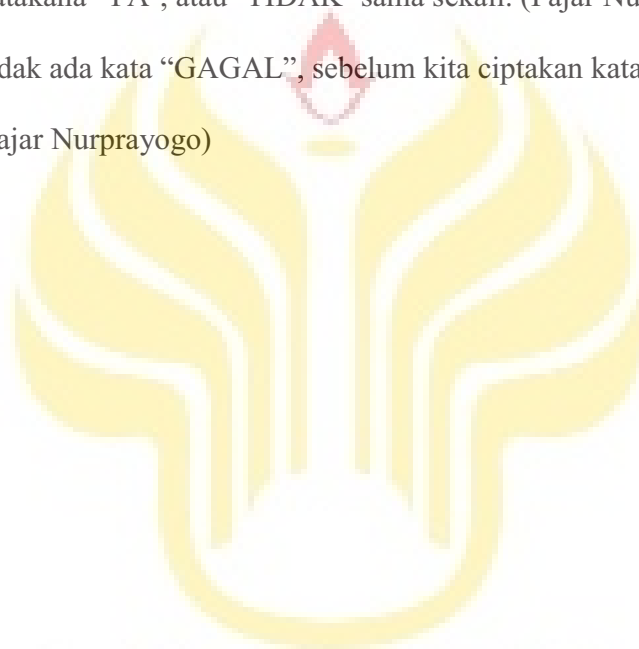 atakana "YA", atau "TIDAK" sama sekali. (Fajar Nu
dak ada kata “GAGAL”, sebelum kita ciptakan kata
ajar Nurprayogo)